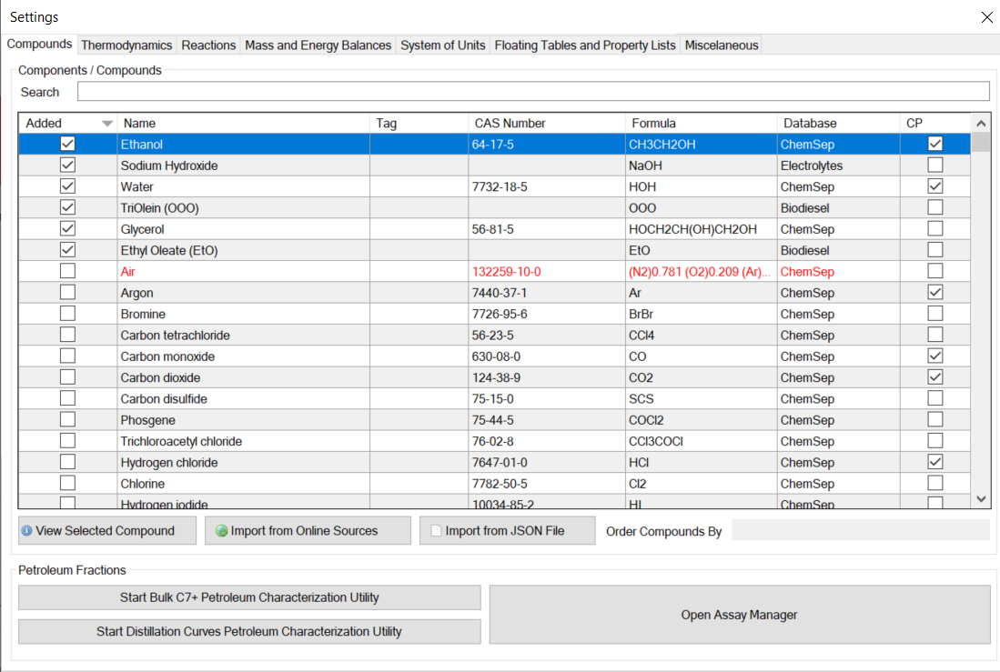 Settings
Compounds Thermodynamics Reactions Mass and Energy Balances System of Units Floating Tables and Property Lists Miscelaneous
Components / Compounds
Search
Added Name Tag CAS Number Formula Database CP
Ethanol 64-17-5 CH3CH2OH ChemSep
Sodium Hydroxide NaOH Electrolytes
Water 7732-18-5 HOH ChemSep
TriOlein (OOO) OOO Biodiesel
Glycerol 56-81-5 HOCH2CH(OH)CH2OH ChemSep
Ethyl Oleate (EtO) EtO Biodiesel
Air 132259-10-0 (N2)0.781 (O2)0.209 (Ar)... ChemSep
Argon 7440-37-1 Ar ChemSep
Bromine 7726-95-6 BrBr ChemSep
Carbon tetrachloride 56-23-5 CCl4 ChemSep
Carbon monoxide 630-08-0 CO ChemSep
Carbon dioxide 124-38-9 CO2 ChemSep
Carbon disulfide 75-15-0 SCS ChemSep
Phosgene 75-44-5 COCl2 ChemSep
Trichloroacetyl chloride 76-02-8 CCl3COCl ChemSep
Hydrogen chloride 7647-01-0 HCl ChemSep
Chlorine 7782-50-5 Cl2 ChemSep
Hydrogen iodide 10034-85-2 HI ChemSep
View Selected Compound Import from Online Sources Import from JSON File Order Compounds By
Petroleum Fractions
Start Bulk C7+ Petroleum Characterization Utility
Open Assay Manager
Start Distillation Curves Petroleum Characterization Utility